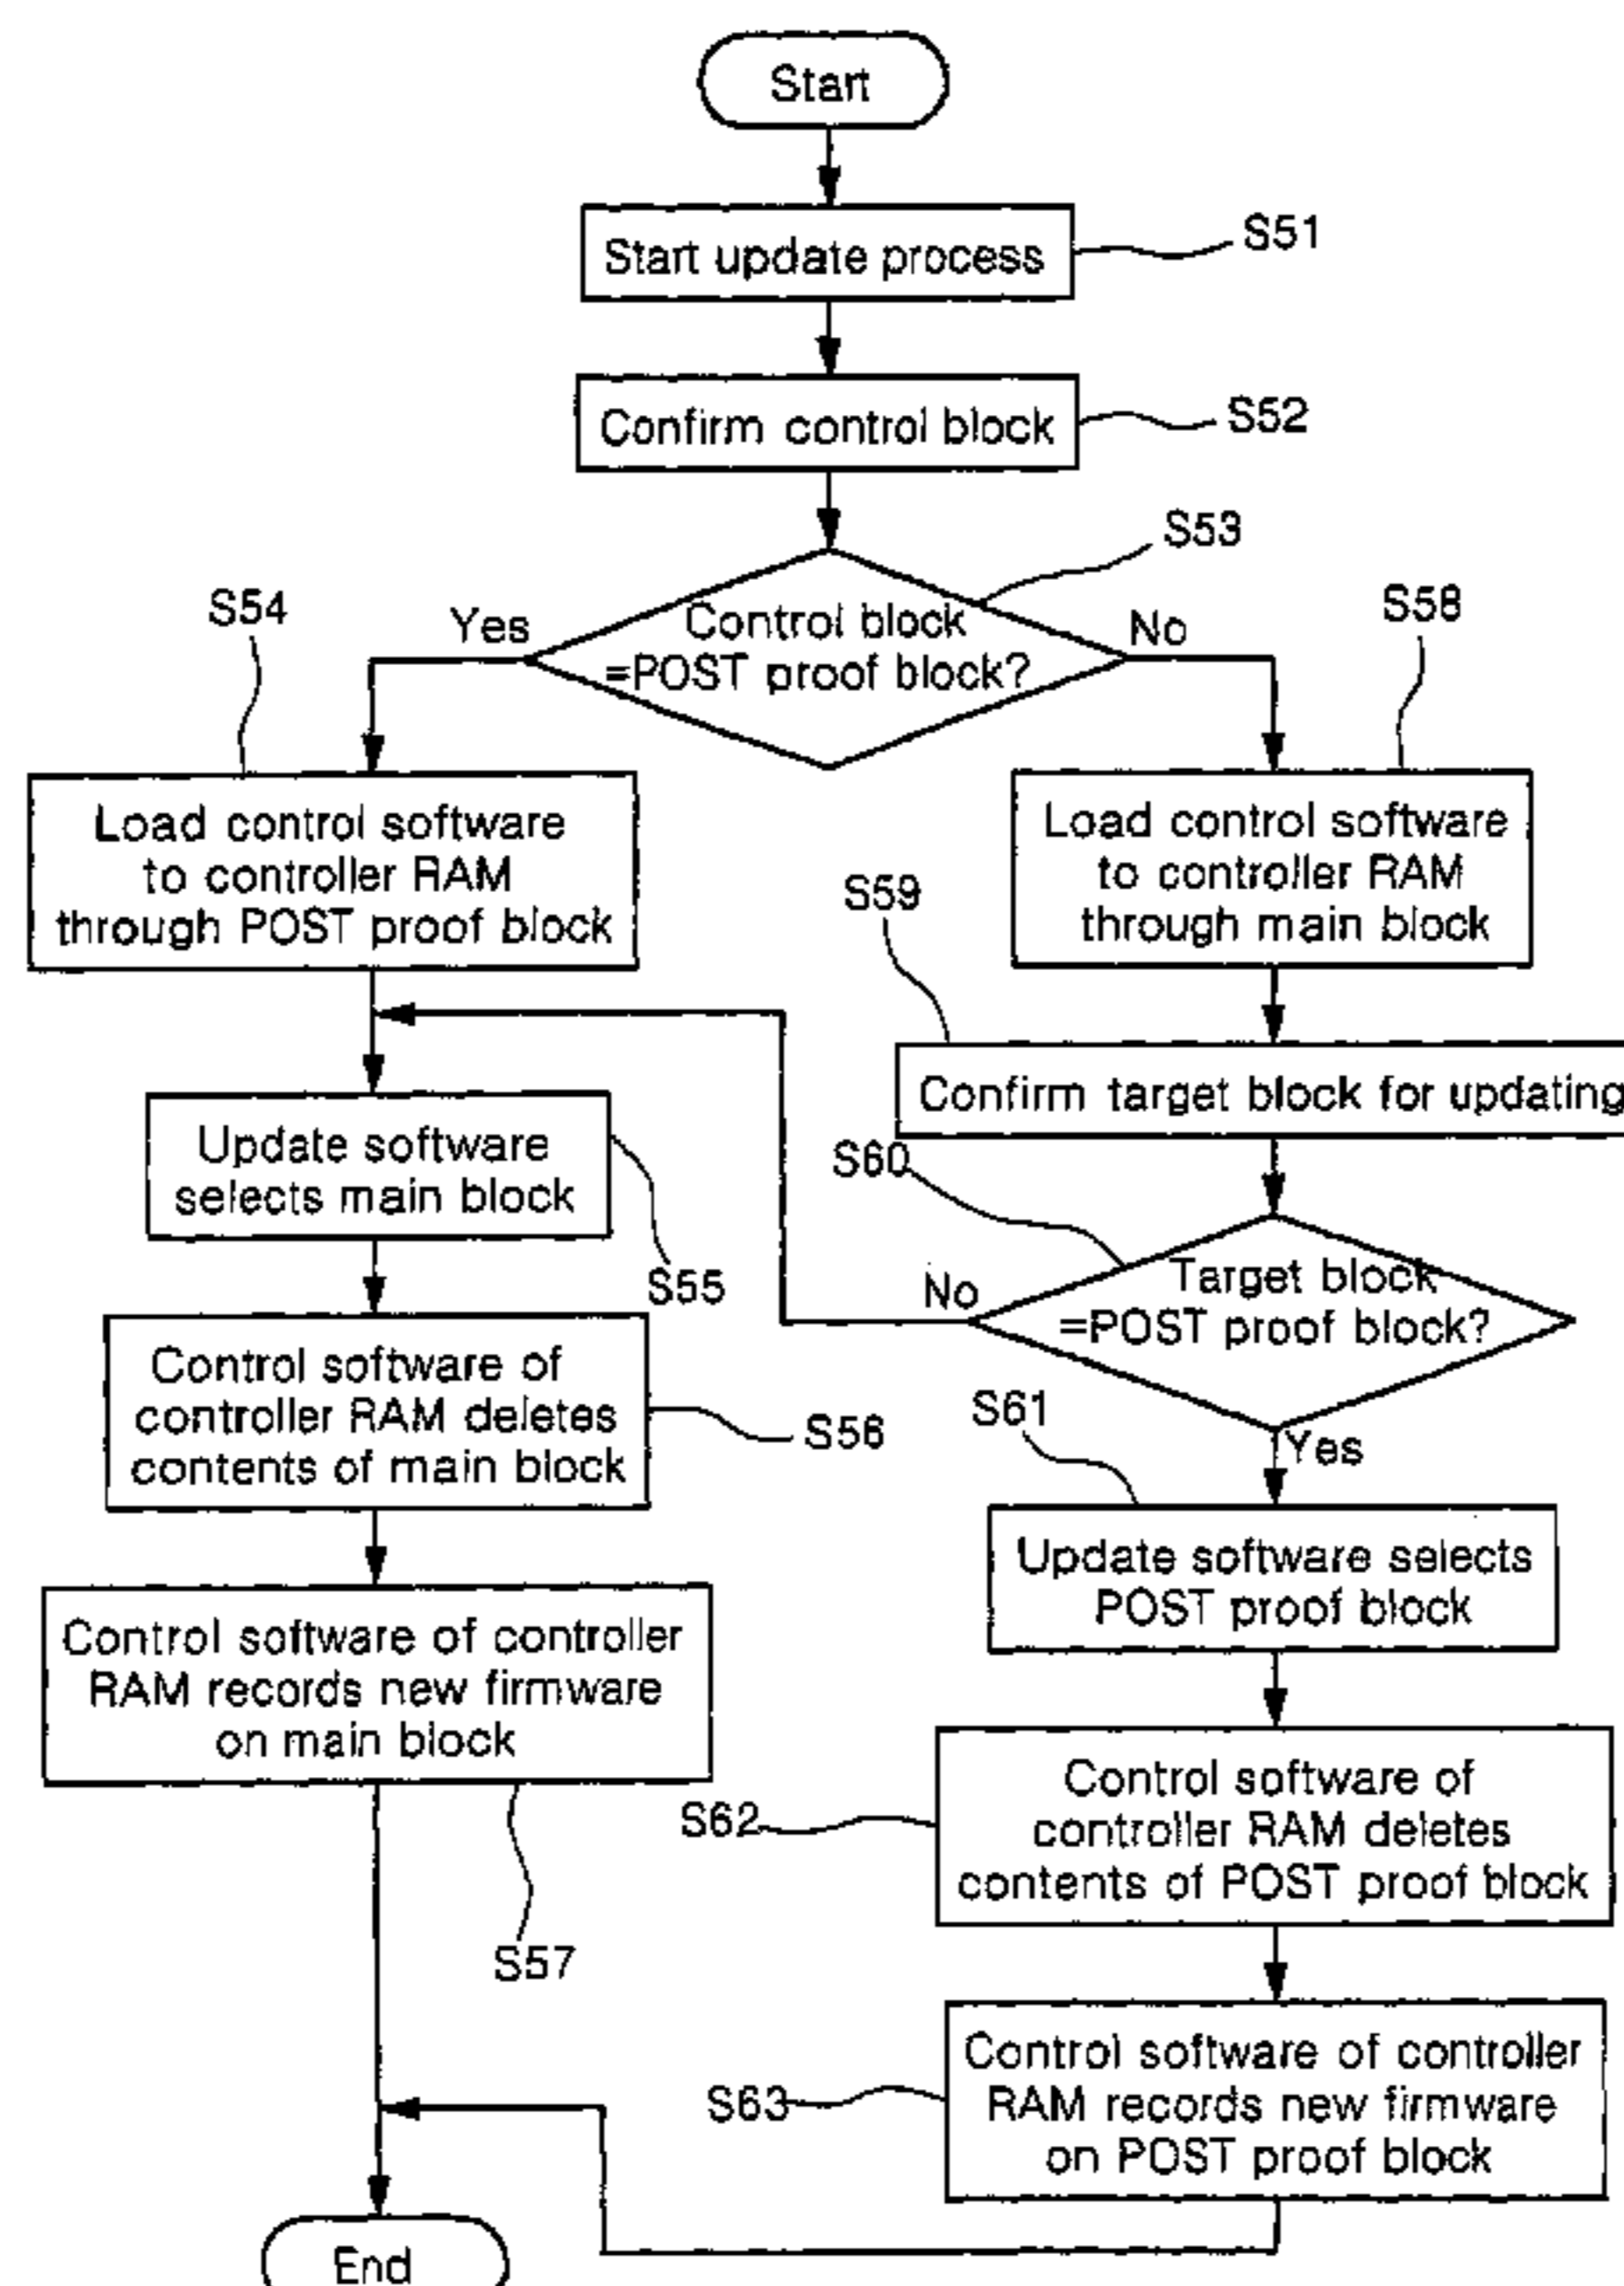 Start
Start update process
S51
Confirm control block
S52
S53
Control block
=POST proof block?
Yes
No
S54
Load control software
to controller RAM
through POST proof block
S58
Load control software
to controller RAM
through main block
S59
Confirm target block for updating
Update software
selects main block
S55
S60
Target block
=POST proof block?
No
Yes
Control software of
controller RAM deletes
contents of main block
S56
S61
Update software selects
POST proof block
Control software of controller
RAM records new firmware
on main block
S57
S62
Control software of
controller RAM deletes
contents of POST proof block
S63
Control software of controller
RAM records new firmware
on POST proof block
End